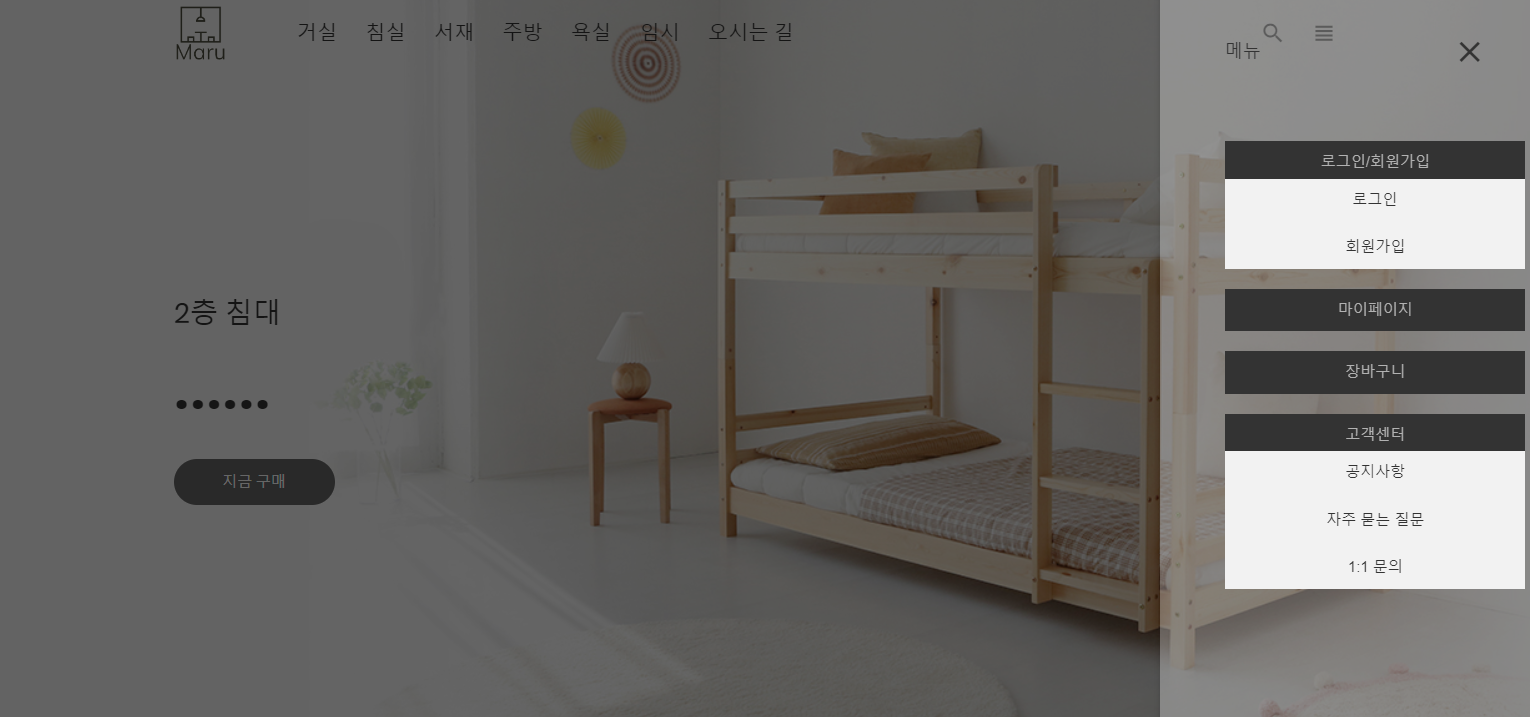 Maru
거실 침실 서재 주방 욕실 임시 오시는 길
메뉴
로그인/회원가입
로그인
회원가입
마이페이지
장바구니
고객센터
공지사항
자주 묻는 질문
1:1 문의
2층 침대
••••••
지금 구매